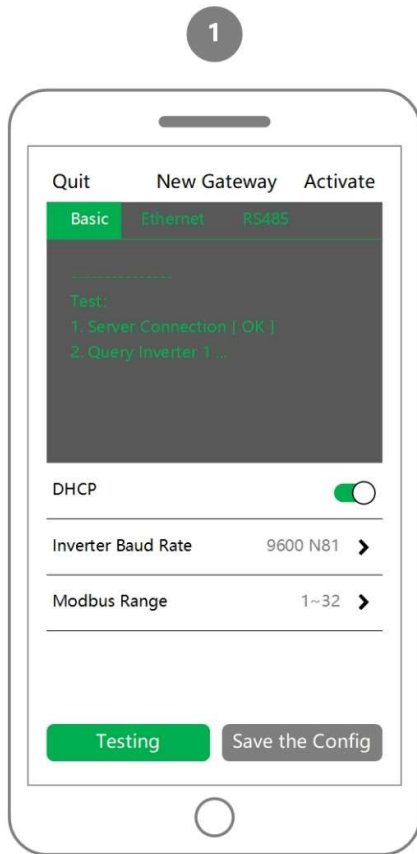 1
Quit New Gateway Activate
Basic Ethernet RS485
---------------
Test:
1. Server Connection [ OK ]
2. Query Inverter 1 ...
DHCP
Inverter Baud Rate 9600 N81
Modbus Range 1~32
Testing Save the Config